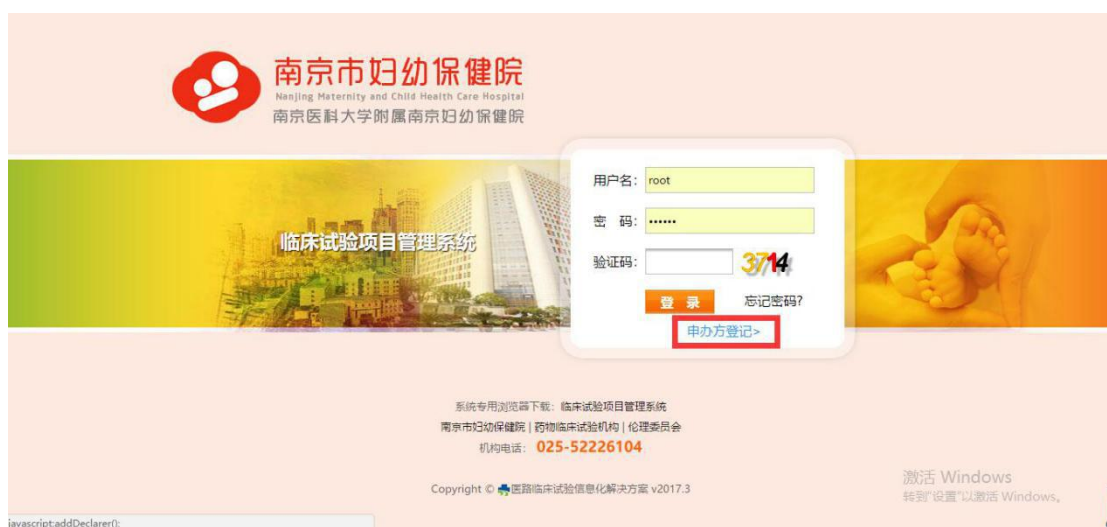 南京市妇幼保健院
Nanjing Maternity and Child Health Care Hospital
南京医科大学附属南京妇幼保健院
临床试验项目管理系统
用户名: root
密 码: ••••••
验证码: 3714
登 录 忘记密码?
申办方登记>
系统专用浏览器下载: 临床试验项目管理系统
南京市妇幼保健院 | 药物临床试验机构 | 伦理委员会
机构电话: 025-52226104
Copyright © 医路临床试验信息化解决方案 v2017.3
激活 Windows
转到"设置"以激活 Windows。
javascript:addDeclarer();